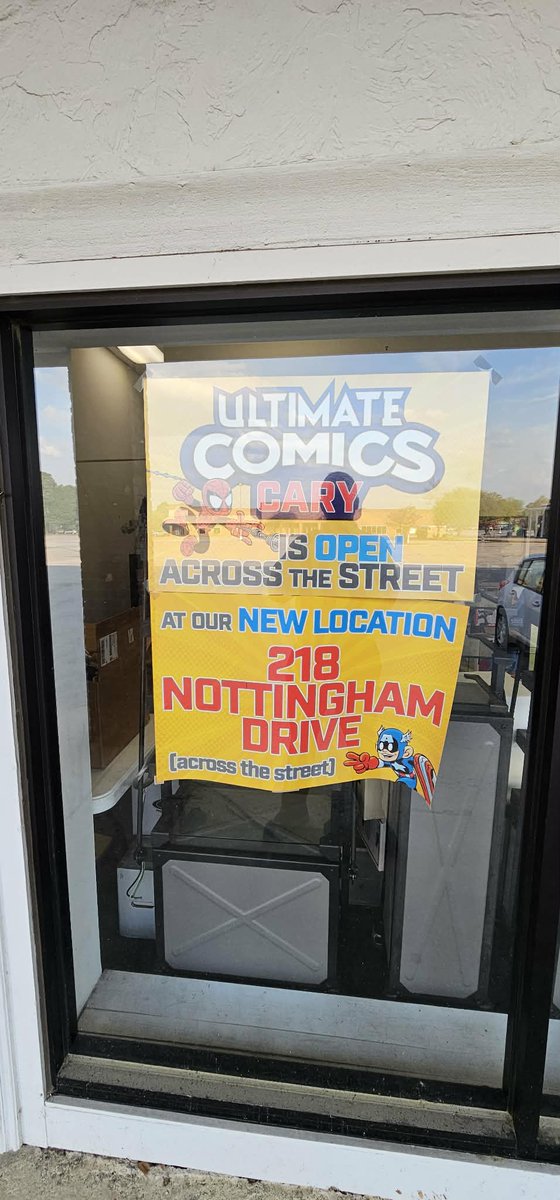 ULTIMATE
COMICS
CARY
IS OPEN
ACROSS THE STREET
AT OUR NEW LOCATION
218
NOTTINGHAM
DRIVE
(across the street)